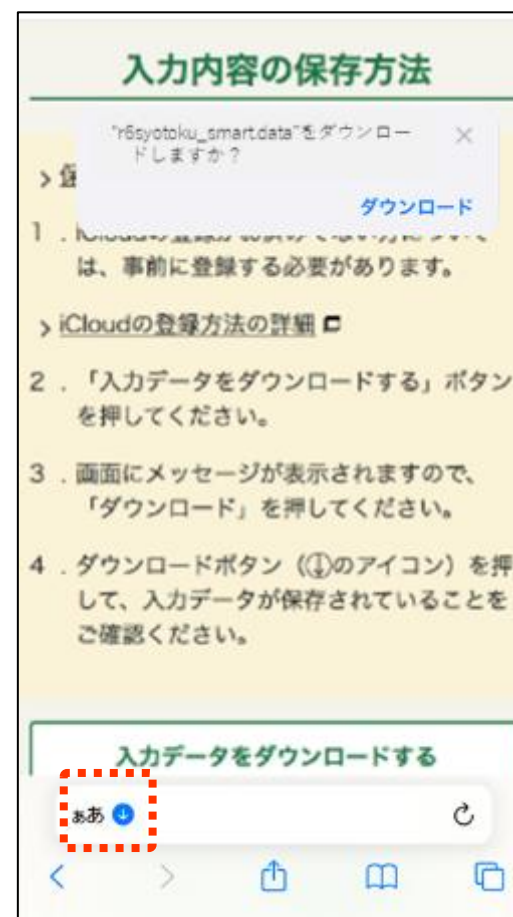 入力内容の保存方法
"r6syotoku_smart.data"をダウンロー
ドしますか？
ダウンロード
1．
は、事前に登録する必要があります。
iCloudの登録方法の詳細
2．「入力データをダウンロードする」ボタン
を押してください。
3．画面にメッセージが表示されますので、
「ダウンロード」を押してください。
4．ダウンロードボタン（のアイコン）を押
して、入力データが保存されていることを
ご確認ください。
入力データをダウンロードする
ぁあ